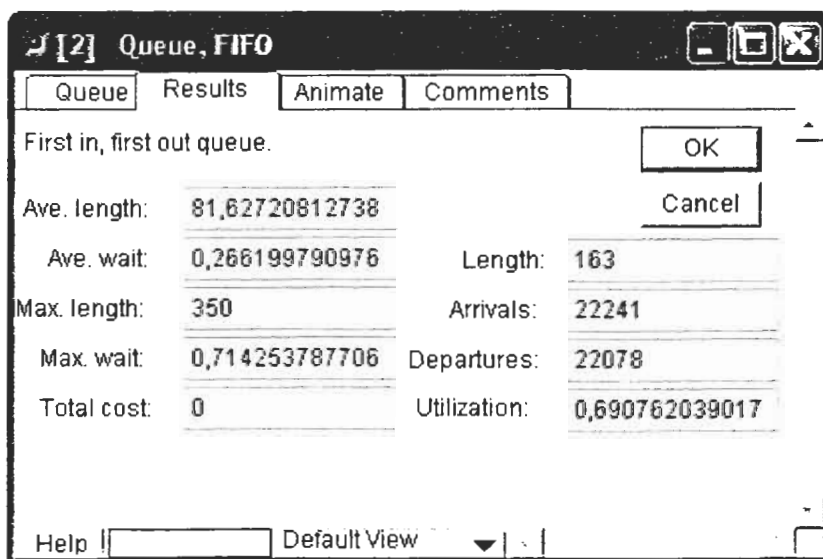 [2] Queue, FIFO
Queue Results Animate Comments
First in, first out queue.
OK
Cancel
Ave. length: 81,62720812738
Ave. wait: 0,266199790976 Length: 163
Max. length: 350 Arrivals: 22241
Max. wait: 0,714253787706 Departures: 22078
Total cost: 0 Utilization: 0,690762039017
Help Default View